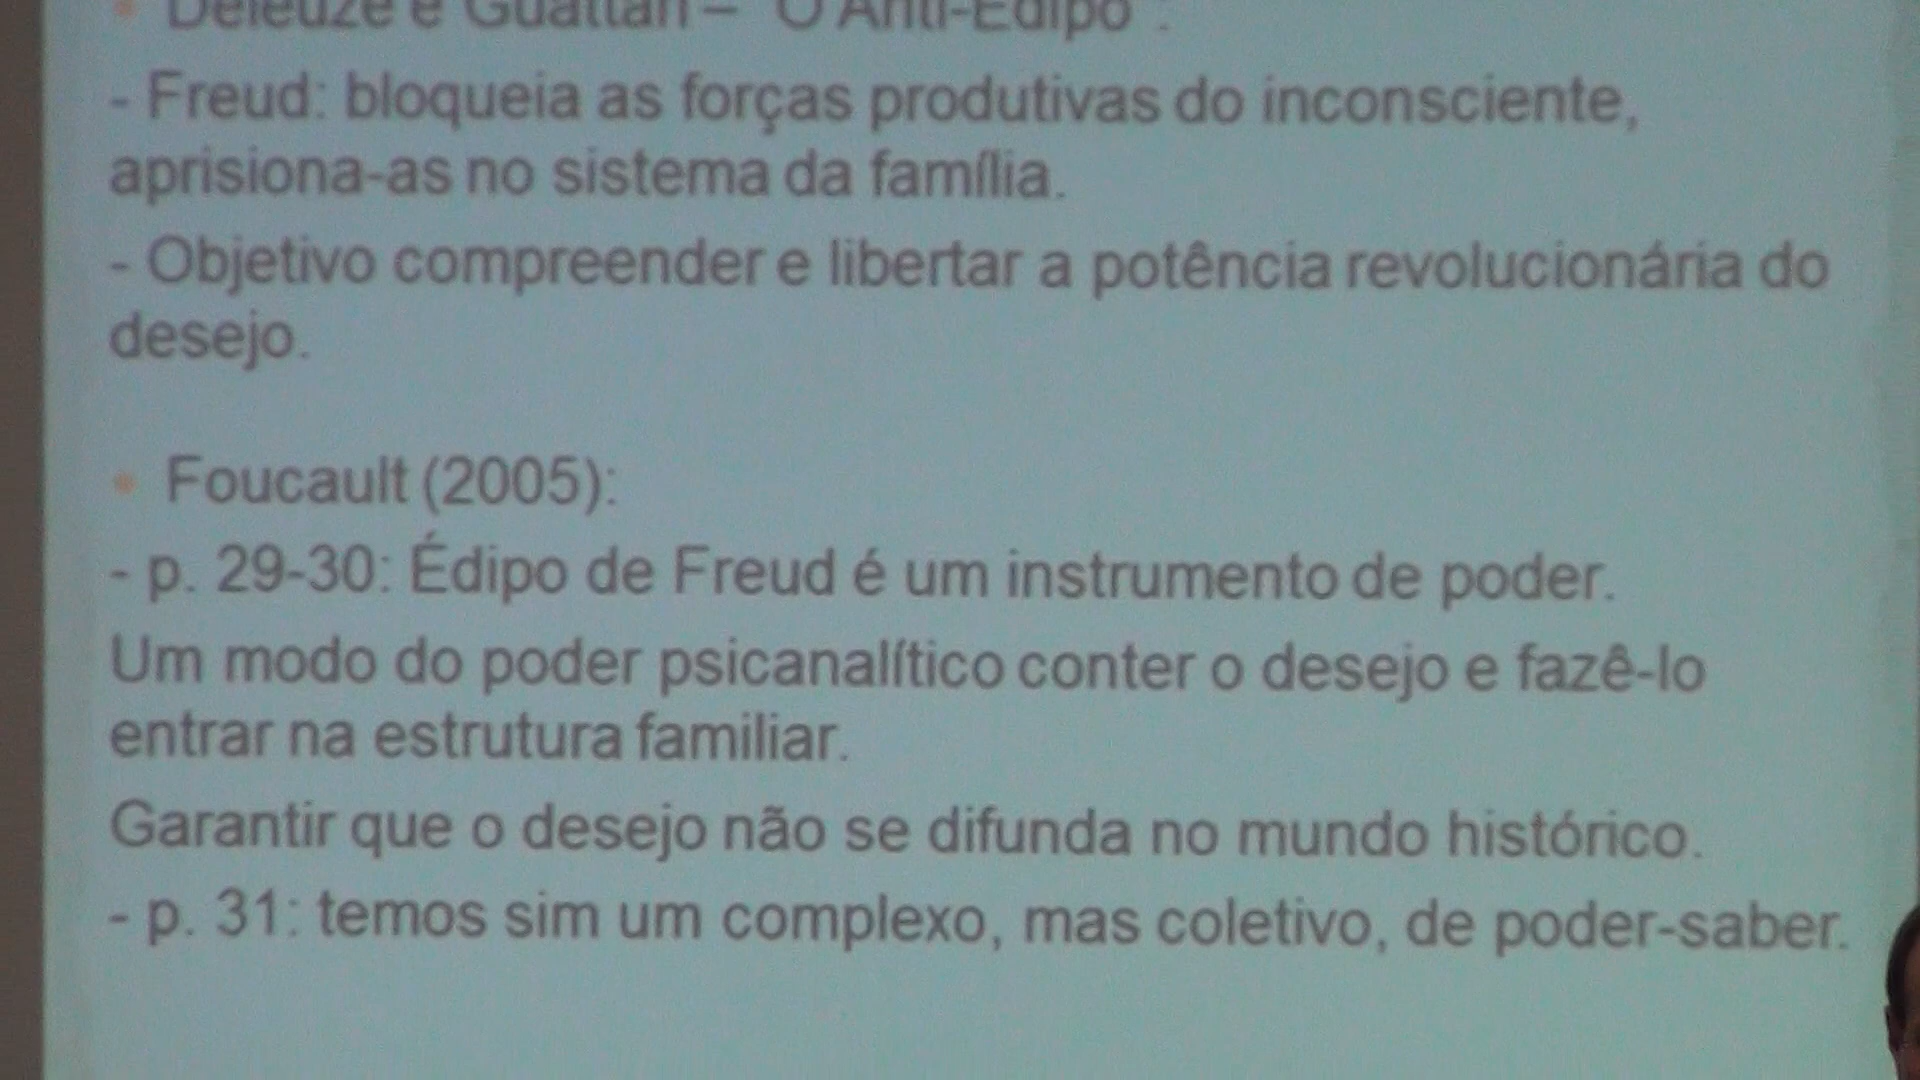 • Deleuze e Guattari – "O Anti-Édipo":
- Freud: bloqueia as forças produtivas do inconsciente,
aprisiona-as no sistema da família.
- Objetivo compreender e libertar a potência revolucionária do
desejo.
• Foucault (2005):
- p. 29-30: Édipo de Freud é um instrumento de poder.
Um modo do poder psicanalítico conter o desejo e fazê-lo
entrar na estrutura familiar.
Garantir que o desejo não se difunda no mundo histórico.
- p. 31: temos sim um complexo, mas coletivo, de poder-saber.